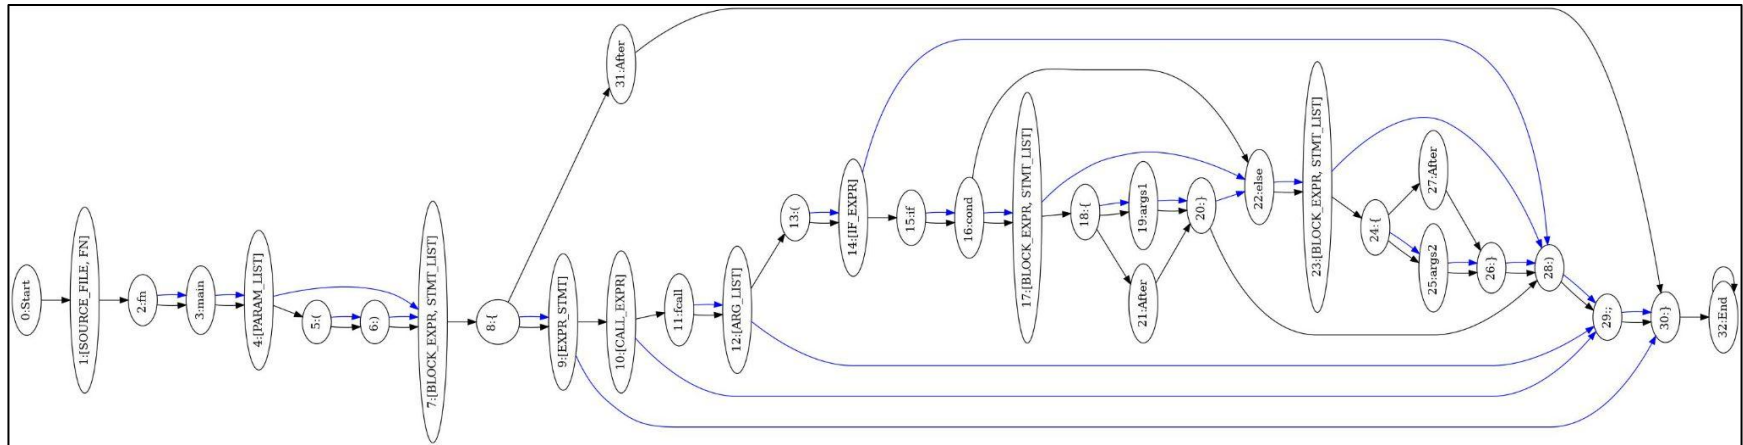 0:Start
1:[SOURCE_FILE, FN]
2:fn
3:main
4:[PARAM_LIST]
5:(
6:)
7:[BLOCK_EXPR, STMT_LIST]
8:{
9:[EXPR_STMT]
10:[CALL_EXPR]
11:fcall
12:[ARG_LIST]
13:(
14:[IF_EXPR]
15:if
16:cond
17:[BLOCK_EXPR, STMT_LIST]
18:{
19:args1
20:}
21:After
22:else
23:[BLOCK_EXPR, STMT_LIST]
24:{
25:args2
26:}
27:After
28:)
29:;
30:}
31:After
32:End